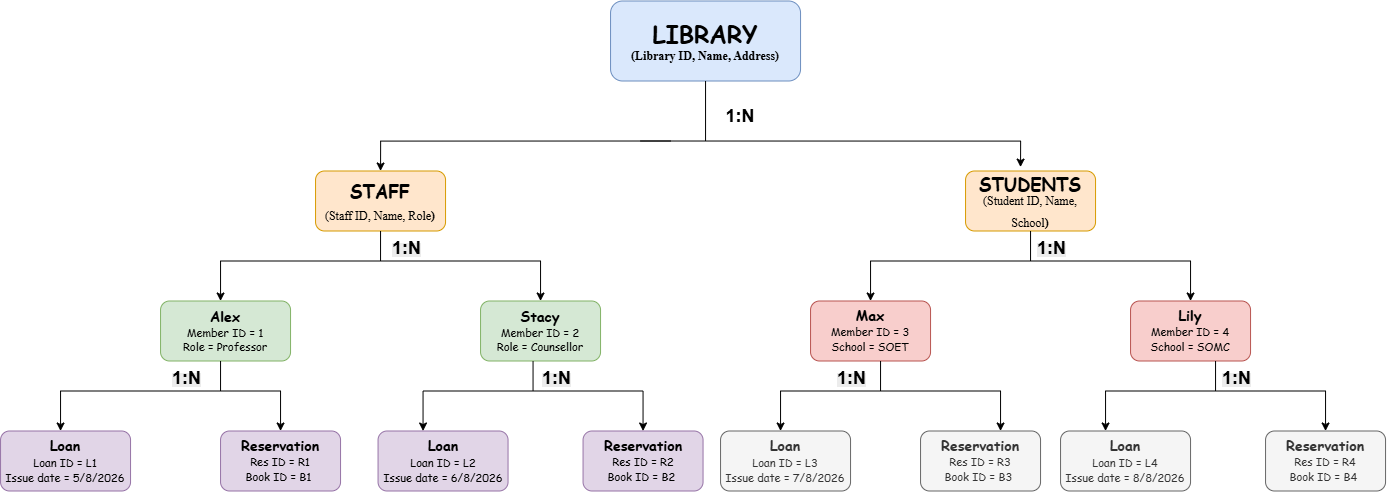 LIBRARY
(Library ID, Name, Address)
1:N
STAFF
(Staff ID, Name, Role)
STUDENTS
(Student ID, Name,
School)
1:N
1:N
Alex
Member ID = 1
Role = Professor
Stacy
Member ID = 2
Role = Counsellor
Max
Member ID = 3
School = SOET
Lily
Member ID = 4
School = SOMC
1:N
1:N
1:N
1:N
Loan
Loan ID = L1
Issue date = 5/8/2026
Reservation
Res ID = R1
Book ID = B1
Loan
Loan ID = L2
Issue date = 6/8/2026
Reservation
Res ID = R2
Book ID = B2
Loan
Loan ID = L3
Issue date = 7/8/2026
Reservation
Res ID = R3
Book ID = B3
Loan
Loan ID = L4
Issue date = 8/8/2026
Reservation
Res ID = R4
Book ID = B4